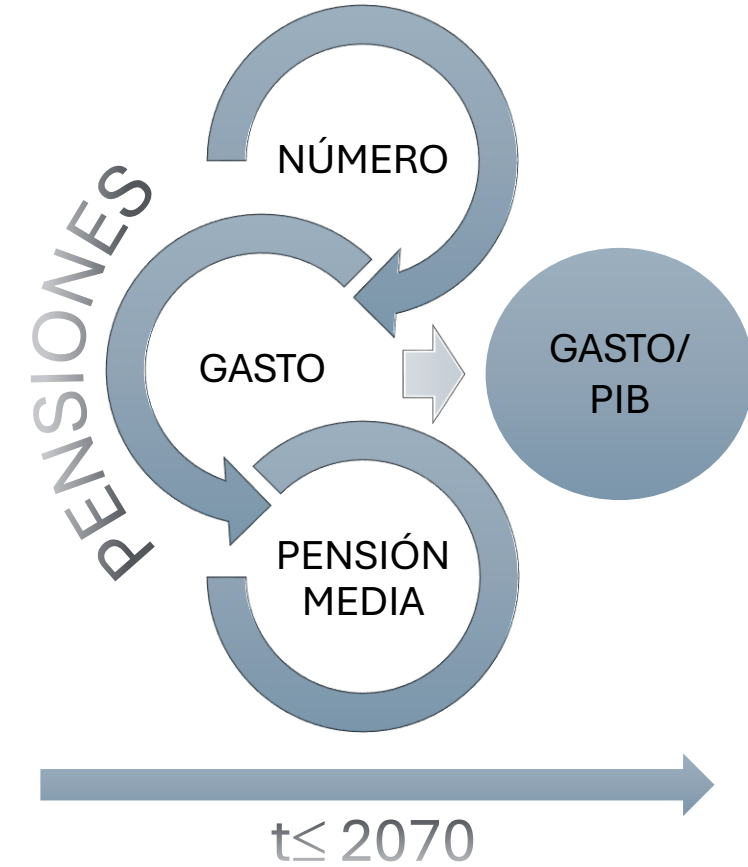 PENSIONES
NÚMERO
GASTO
GASTO/
PIB
PENSIÓN
MEDIA
t≤ 2070